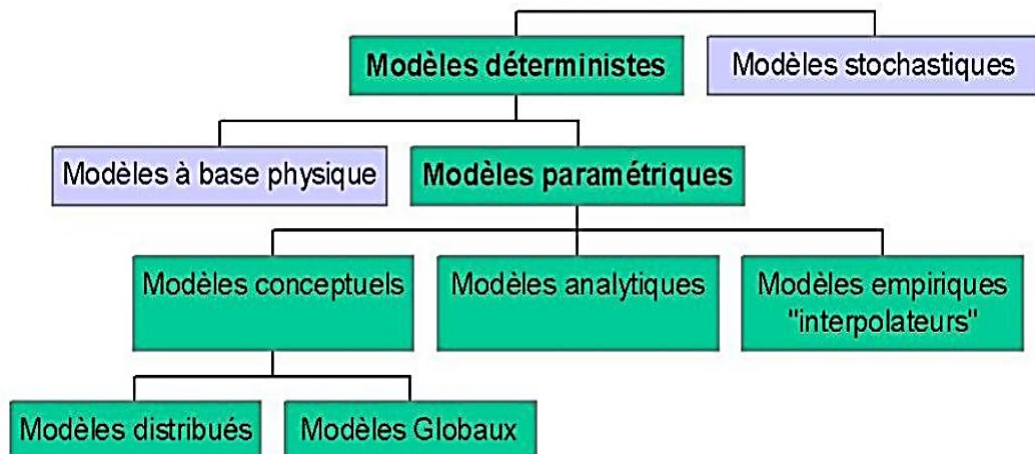 Modèles déterministes
Modèles stochastiques
Modèles à base physique
Modèles paramétriques
Modèles conceptuels
Modèles analytiques
Modèles empiriques
"interpolateurs"
Modèles distribués
Modèles Globaux